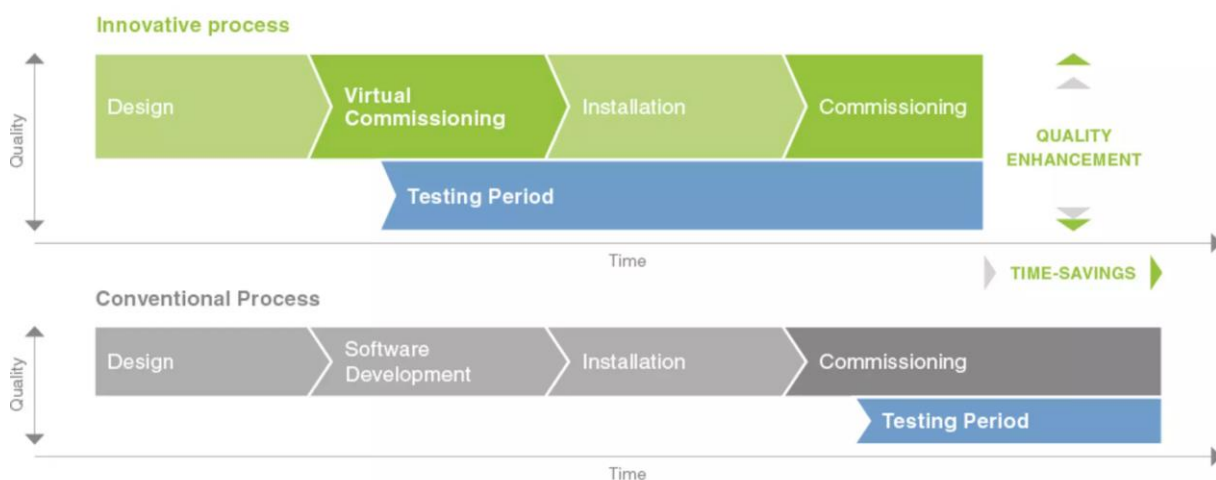 Innovative process
Quality
Design
Virtual
Commissioning
Installation
Commissioning
Testing Period
QUALITY
ENHANCEMENT
Time
TIME-SAVINGS
Conventional Process
Quality
Design
Software
Development
Installation
Commissioning
Testing Period
Time